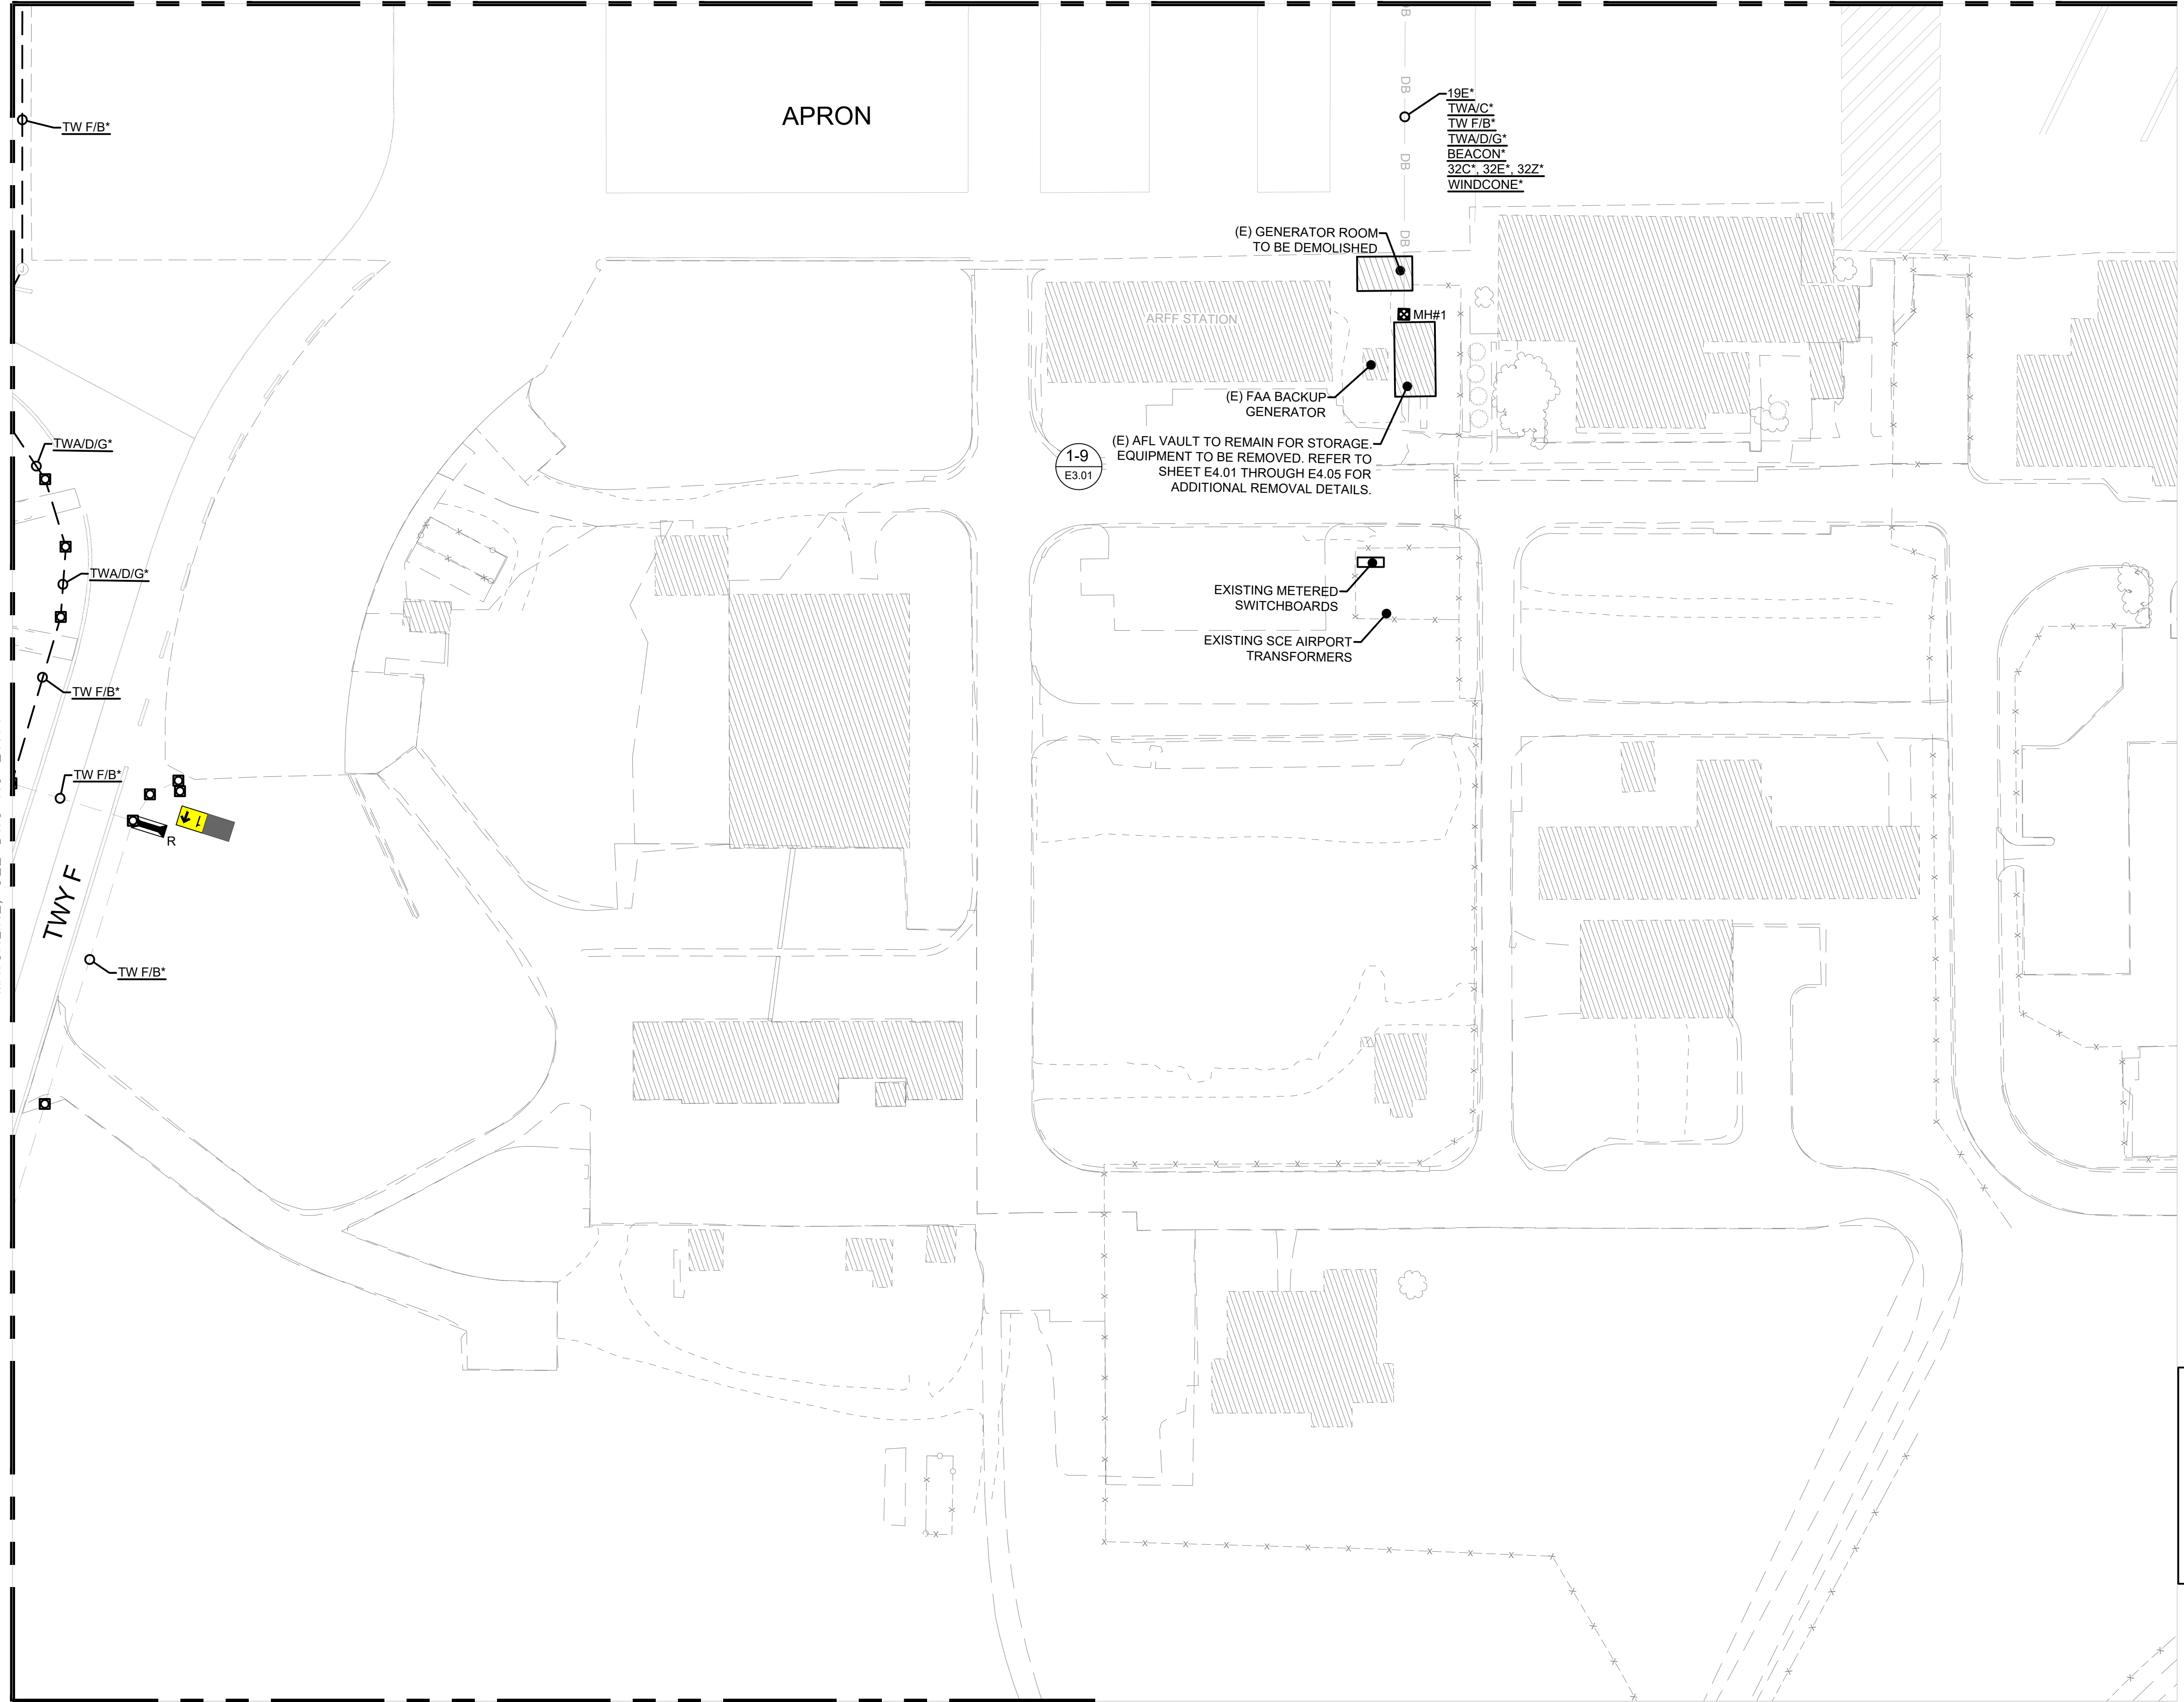 APRON
DB
DB
DB
DB
19E*
TWA/C*
TW F/B*
TWA/D/G*
BEACON*
32C*, 32E*, 32Z*
WINDCONE*
TW F/B*
(E) GENERATOR ROOM
TO BE DEMOLISHED
J
ARFF STATION
MH#1
(E) FAA BACKUP
GENERATOR
(E) AFL VAULT TO REMAIN FOR STORAGE.
EQUIPMENT TO BE REMOVED. REFER TO
SHEET E4.01 THROUGH E4.05 FOR
ADDITIONAL REMOVAL DETAILS.
1-9
E3.01
TWA/D/G*
TWA/D/G*
EXISTING METERED
SWITCHBOARDS
EXISTING SCE AIRPORT
TRANSFORMERS
TW F/B*
TW F/B*
1
R
TWY F
TW F/B*